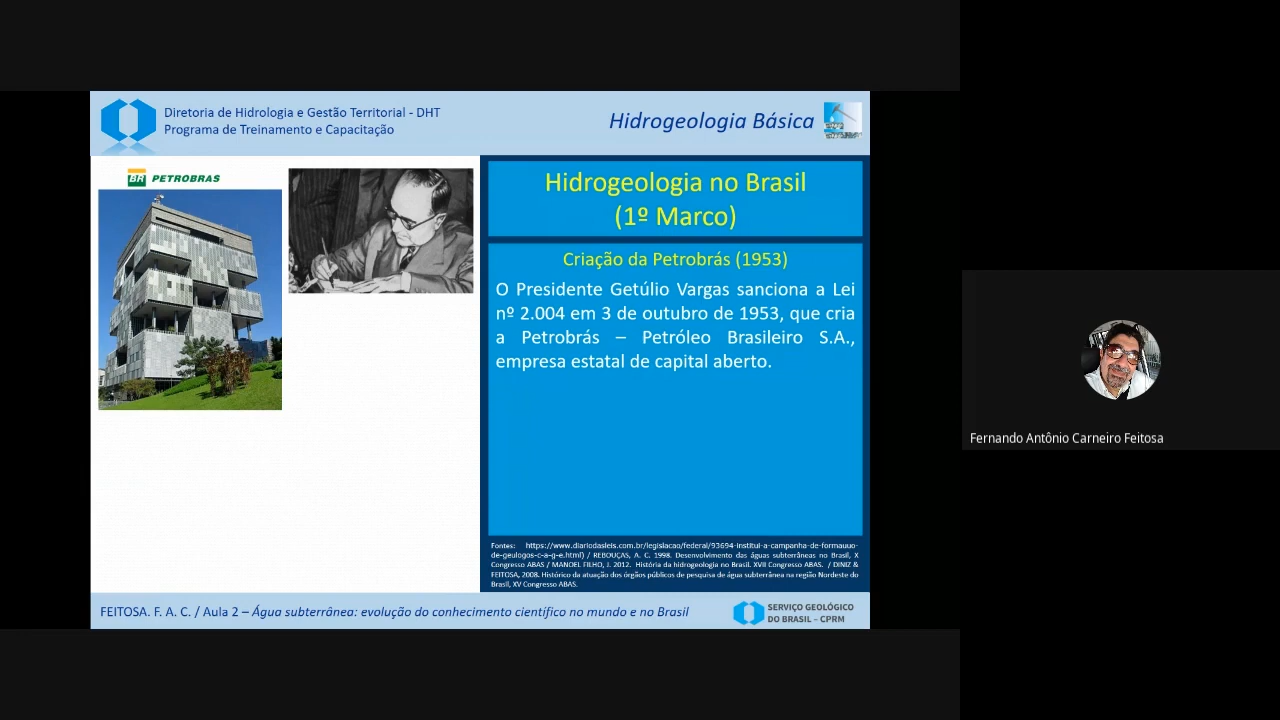 Diretoria de Hidrologia e Gestão Territorial - DHT
Programa de Treinamento e Capacitação
Hidrogeologia Básica
BR PETROBRAS
Hidrogeologia no Brasil
(1º Marco)
Criação da Petrobrás (1953)
O Presidente Getúlio Vargas sanciona a Lei
nº 2.004 em 3 de outubro de 1953, que cria
a Petrobrás – Petróleo Brasileiro S.A.,
empresa estatal de capital aberto.
Fontes: https://www.diariodasleis.com.br/legislacao/federal/93694-institui-a-campanha-de-formauuo-
de-geulogos-c-a-g-e.html) / REBOUÇAS, A. C. 1998. Desenvolvimento das águas subterrâneas no Brasil, X
Congresso ABAS / MANOEL FILHO, J. 2012. História da hidrogeologia no Brasil. XVII Congresso ABAS. / DINIZ &
FEITOSA, 2008. Histórico da atuação dos órgãos públicos de pesquisa de água subterrânea na região Nordeste do
Brasil, XV Congresso ABAS.
FEITOSA. F. A. C. / Aula 2 – Água subterrânea: evolução do conhecimento científico no mundo e no Brasil
SERVIÇO GEOLÓGICO
DO BRASIL – CPRM
Fernando Antônio Carneiro Feitosa